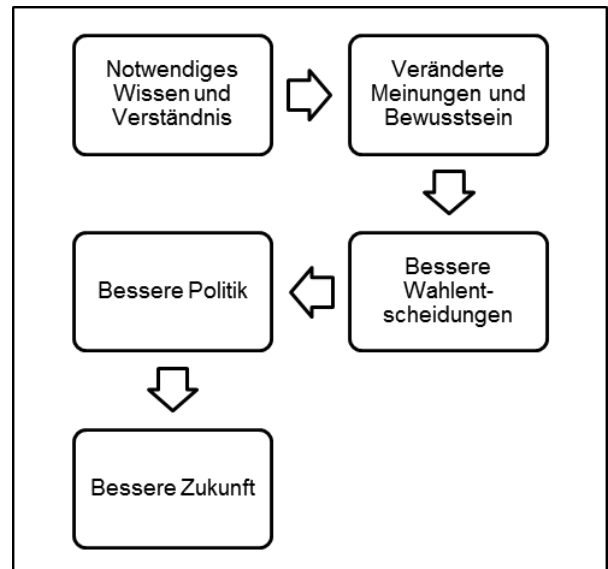 Notwendiges
Wissen und
Verständnis
Veränderte
Meinungen und
Bewusstsein
Bessere
Wahlent-
scheidungen
Bessere Politik
Bessere Zukunft